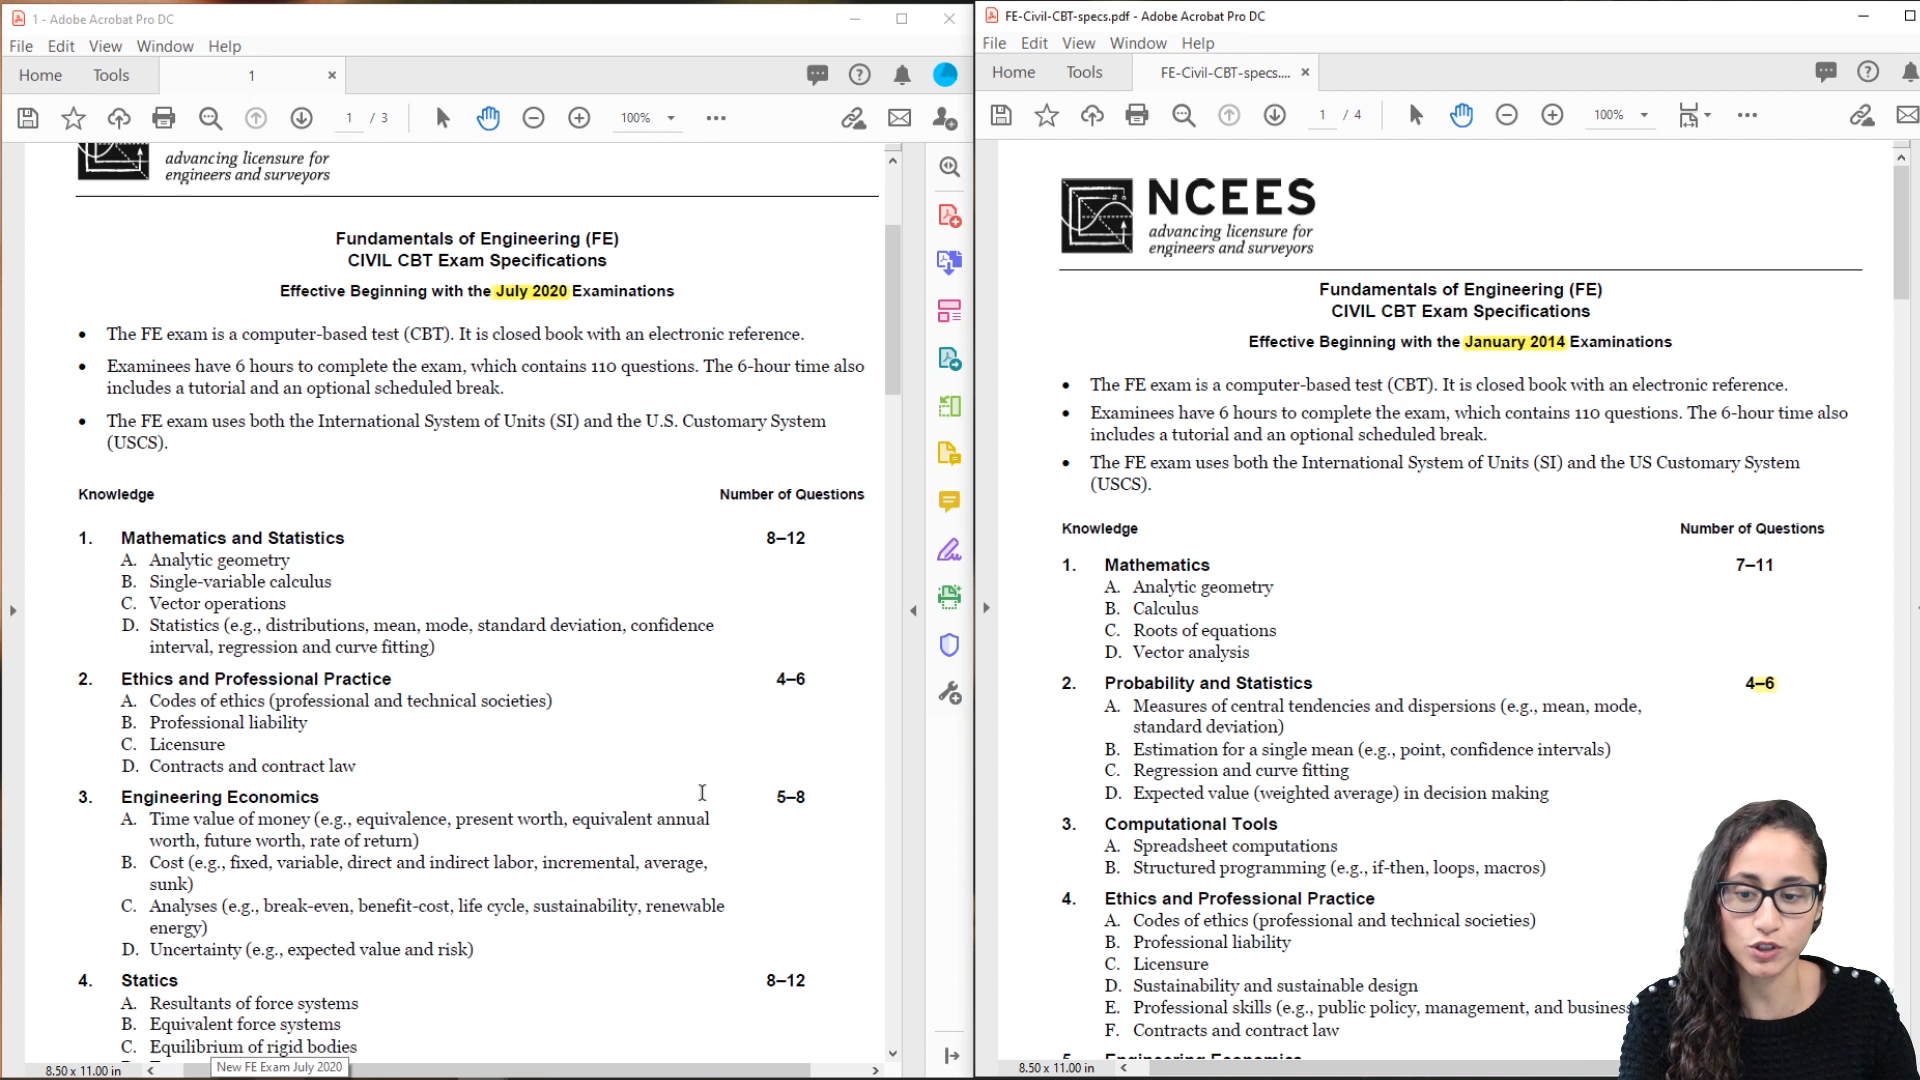 1 - Adobe Acrobat Pro DC
File Edit View Window Help
Home Tools 1
1 / 3 100%
advancing licensure for
engineers and surveyors
Fundamentals of Engineering (FE)
CIVIL CBT Exam Specifications
Effective Beginning with the July 2020 Examinations
• The FE exam is a computer-based test (CBT). It is closed book with an electronic reference.
• Examinees have 6 hours to complete the exam, which contains 110 questions. The 6-hour time also
includes a tutorial and an optional scheduled break.
• The FE exam uses both the International System of Units (SI) and the U.S. Customary System
(USCS).
Knowledge Number of Questions
1. Mathematics and Statistics 8–12
A. Analytic geometry
B. Single-variable calculus
C. Vector operations
D. Statistics (e.g., distributions, mean, mode, standard deviation, confidence
interval, regression and curve fitting)
2. Ethics and Professional Practice 4–6
A. Codes of ethics (professional and technical societies)
B. Professional liability
C. Licensure
D. Contracts and contract law
3. Engineering Economics 5–8
A. Time value of money (e.g., equivalence, present worth, equivalent annual
worth, future worth, rate of return)
B. Cost (e.g., fixed, variable, direct and indirect labor, incremental, average,
sunk)
C. Analyses (e.g., break-even, benefit-cost, life cycle, sustainability, renewable
energy)
D. Uncertainty (e.g., expected value and risk)
4. Statics 8–12
A. Resultants of force systems
B. Equivalent force systems
C. Equilibrium of rigid bodies
8.50 x 11.00 in
New FE Exam July 2020
FE-Civil-CBT-specs.pdf - Adobe Acrobat Pro DC
File Edit View Window Help
Home Tools FE-Civil-CBT-specs....
1 / 4 100%
NCEES
advancing licensure for
engineers and surveyors
Fundamentals of Engineering (FE)
CIVIL CBT Exam Specifications
Effective Beginning with the January 2014 Examinations
• The FE exam is a computer-based test (CBT). It is closed book with an electronic reference.
• Examinees have 6 hours to complete the exam, which contains 110 questions. The 6-hour time also
includes a tutorial and an optional scheduled break.
• The FE exam uses both the International System of Units (SI) and the US Customary System
(USCS).
Knowledge Number of Questions
1. Mathematics 7–11
A. Analytic geometry
B. Calculus
C. Roots of equations
D. Vector analysis
2. Probability and Statistics 4–6
A. Measures of central tendencies and dispersions (e.g., mean, mode,
standard deviation)
B. Estimation for a single mean (e.g., point, confidence intervals)
C. Regression and curve fitting
D. Expected value (weighted average) in decision making
3. Computational Tools
A. Spreadsheet computations
B. Structured programming (e.g., if-then, loops, macros)
4. Ethics and Professional Practice
A. Codes of ethics (professional and technical societies)
B. Professional liability
C. Licensure
D. Sustainability and sustainable design
E. Professional skills (e.g., public policy, management, and business
F. Contracts and contract law
5. Engineering Economics
8.50 x 11.00 in